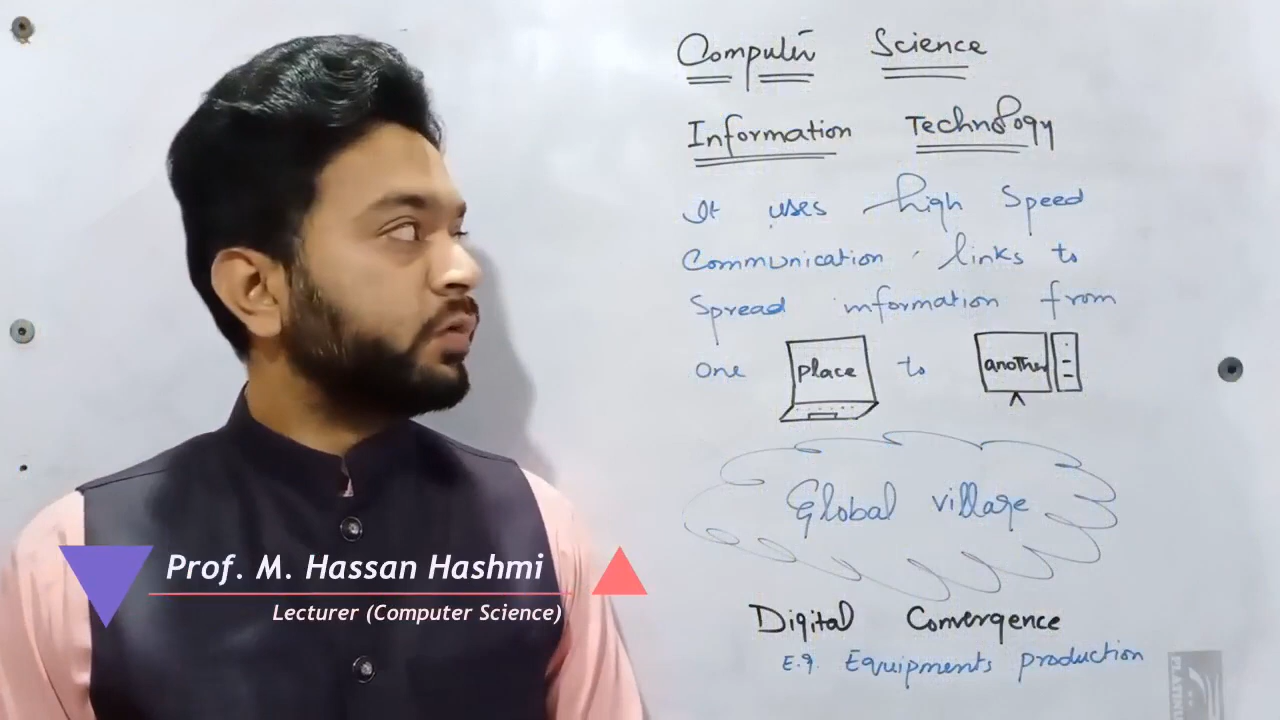 Computer Science
Information Technology
It uses high Speed
Communication links to
Spread information from
one place to another
Global village
Digital Convergence
E.g. Equipments production
Prof. M. Hassan Hashmi
Lecturer (Computer Science)